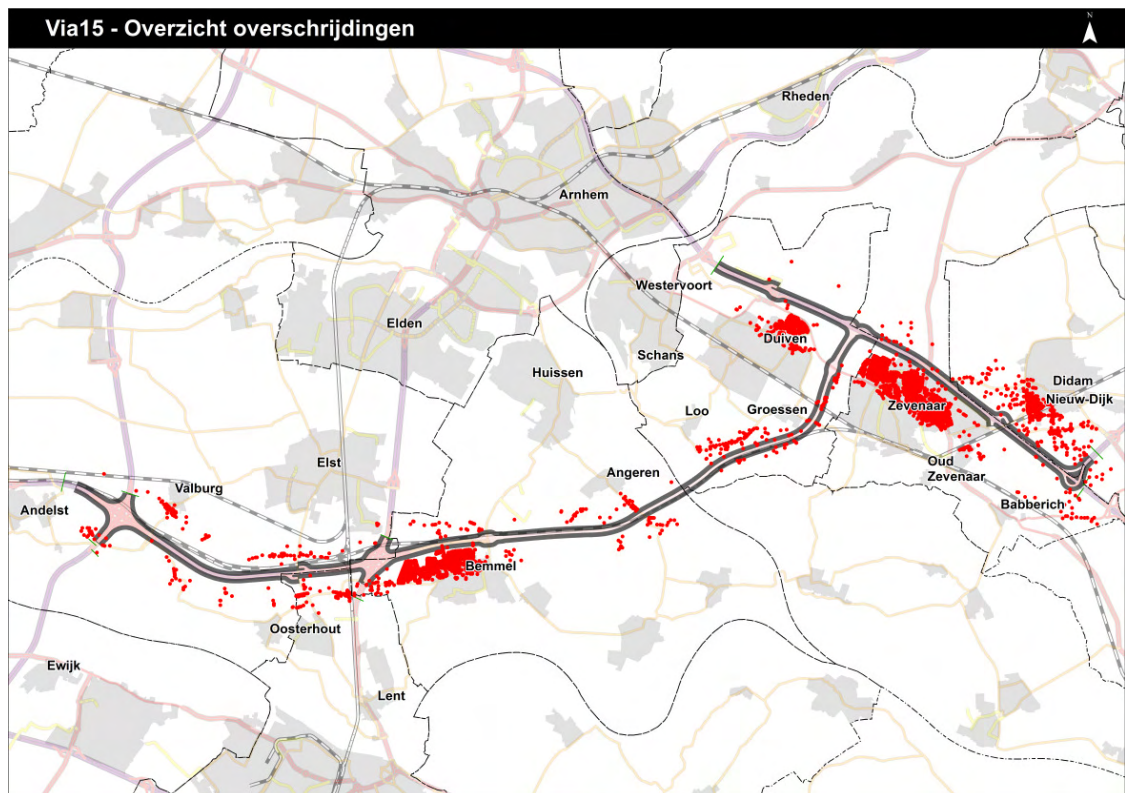 Via15 - Overzicht overschrijdingen
N
Rheden
Arnhem
Westervoort
Elden
Duiven
Schans
Huissen
Didam
Nieuw-Dijk
Zevenaar
Loo
Groessen
Elst
Oud
Zevenaar
Angeren
Valburg
Andelst
Babberich
Bemmel
Oosterhout
Ewijk
Lent